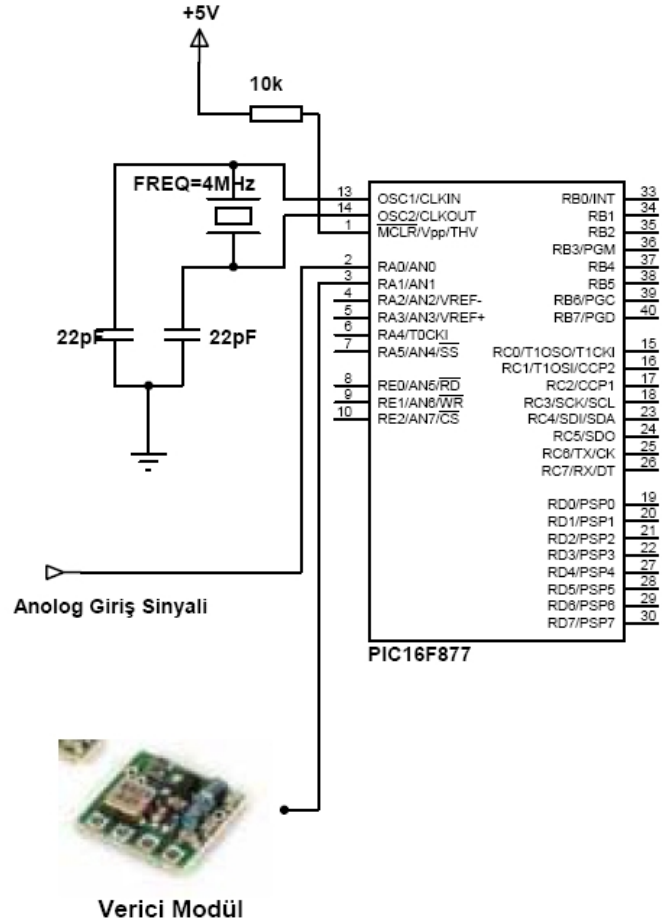 +5V
10k
FREQ=4MHz
22pF
22pF
13 OSC1/CLKIN
14 OSC2/CLKOUT
1 MCLR/Vpp/THV
2 RA0/AN0
3 RA1/AN1
4 RA2/AN2/VREF-
5 RA3/AN3/VREF+
6 RA4/T0CKI
7 RA5/AN4/SS
8 RE0/AN5/RD
9 RE1/AN6/WR
10 RE2/AN7/CS
RB0/INT 33
RB1 34
RB2 35
RB3/PGM 36
RB4 37
RB5 38
RB6/PGC 39
RB7/PGD 40
RC0/T1OSO/T1CKI 15
RC1/T1OSI/CCP2 16
RC2/CCP1 17
RC3/SCK/SCL 18
RC4/SDI/SDA 23
RC5/SDO 24
RC6/TX/CK 25
RC7/RX/DT 26
RD0/PSP0 19
RD1/PSP1 20
RD2/PSP2 21
RD3/PSP3 22
RD4/PSP4 27
RD5/PSP5 28
RD6/PSP6 29
RD7/PSP7 30
PIC16F877
Anolog Giriş Sinyali
Verici Modül